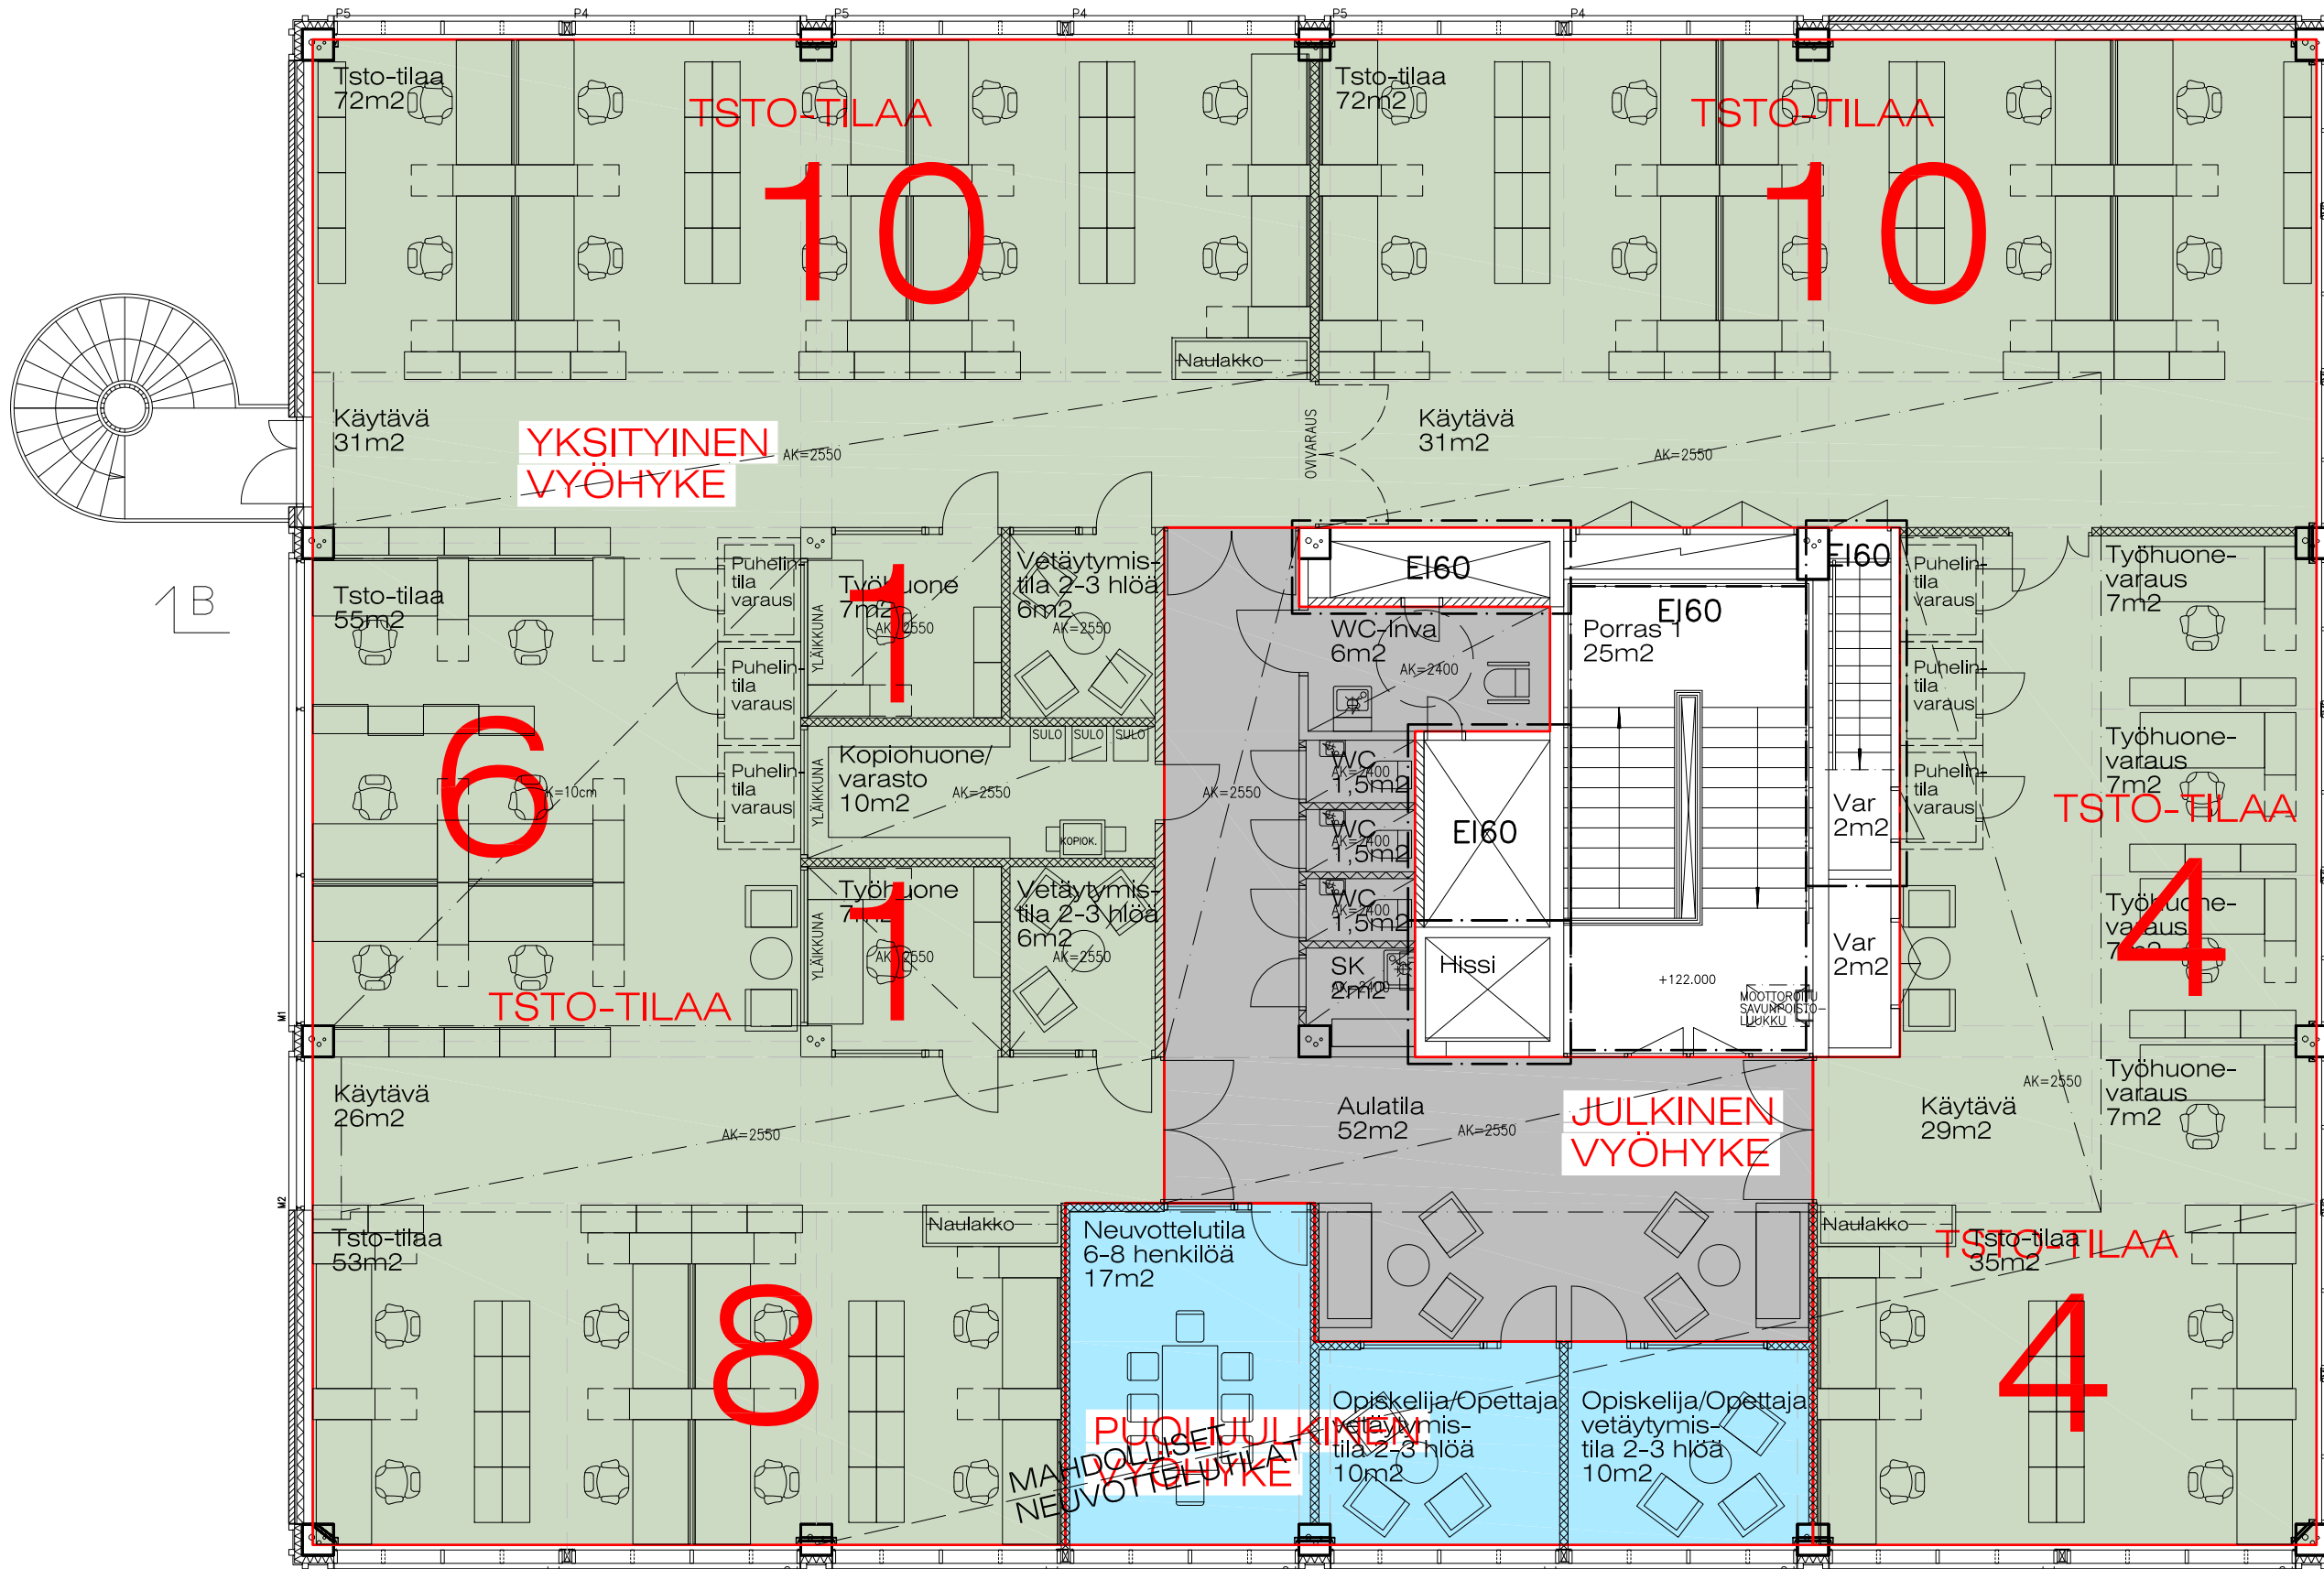 P5
P4
P5
P4
P5
P4
Tsto-tilaa
72m2
TSTO-TILAA
10
Naulakko
Tsto-tilaa
72m2
TSTO-TILAA
10
Käytävä
31m2
YKSITYINEN
VYÖHYKE
AK=2550
OVIVARAUS
Käytävä
31m2
AK=2550
1B
Tsto-tilaa
55m2
6
TSTO-TILAA
Puhelin-
tila
varaus
Puhelin-
tila
varaus
Puhelin-
tila
varaus
Työhuone
7m2
1
AK=2550
YLÄIKKUNA
Vetäytymis-
tila 2-3 hlöä
6m2
AK=2550
Kopiohuone/
varasto
10m2
AK=2550
YLÄIKKUNA
SULO
SULO
SULO
KOPIOK.
Työhuone
7m2
1
AK=2550
YLÄIKKUNA
Vetäytymis-
tila 2-3 hlöä
6m2
AK=2550
AK=2550
EI60
WC-Inva
6m2
AK=2400
WC
AK=2400
1,5m2
WC
AK=2400
1,5m2
WC
AK=2400
1,5m2
SK
2m2
AK=2400
EI60
Hissi
Porras 1
25m2
EI60
+122.000
MOOTTOROITU
SAVUNPOISTO-
LUUKKU
EI60
Var
2m2
Var
2m2
Puhelin-
tila
varaus
Puhelin-
tila
varaus
Puhelin-
tila
varaus
Työhuone-
varaus
7m2
Työhuone-
varaus
7m2
TSTO-TILAA
4
Työhuone-
varaus
7m2
Työhuone-
varaus
7m2
AK=2550
Käytävä
29m2
M1
M2
Käytävä
26m2
AK=2550
Aulatila
52m2
AK=2550
JULKINEN
VYÖHYKE
Tsto-tilaa
53m2
8
Naulakko
Neuvottelutila
6-8 henkilöä
17m2
PUOLIJULKINEN
VYÖHYKE
MAHDOLLISET
NEUVOTTELUTILAT
Opiskelija/Opettaja
vetäytymis-
tila 2-3 hlöä
10m2
Opiskelija/Opettaja
vetäytymis-
tila 2-3 hlöä
10m2
Naulakko
TSTO-TILAA
Tsto-tilaa
35m2
4